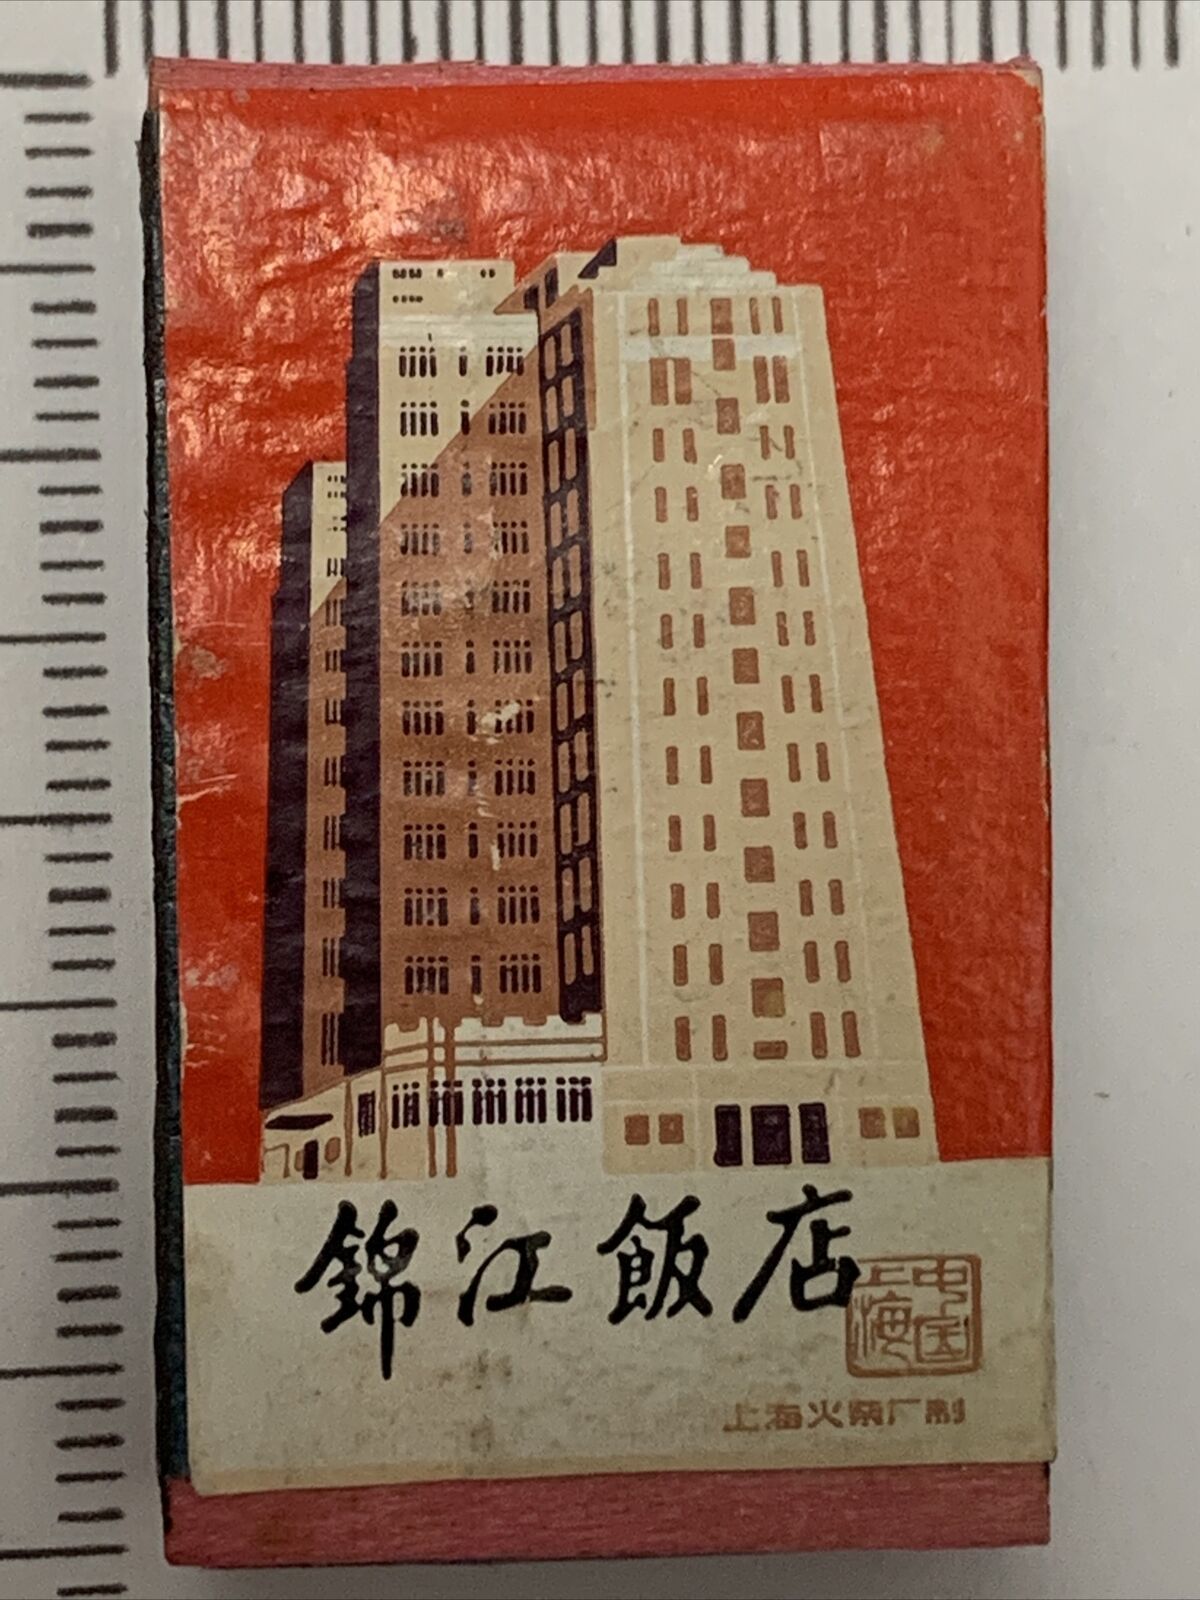 錦江飯店
中国
上海
上海火柴厂制